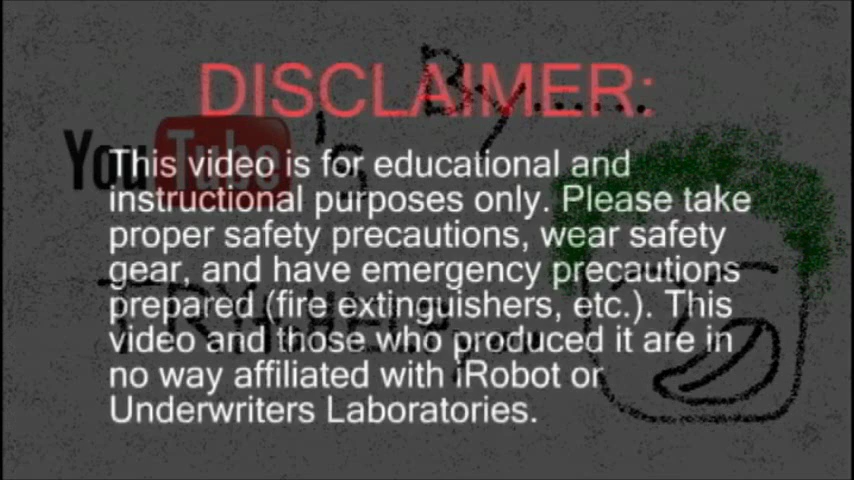 By......
DISCLAIMER:
YouTube's
This video is for educational and
instructional purposes only. Please take
proper safety precautions, wear safety
gear, and have emergency precautions
prepared (fire extinguishers, etc.). This
video and those who produced it are in
no way affiliated with iRobot or
Underwriters Laboratories.